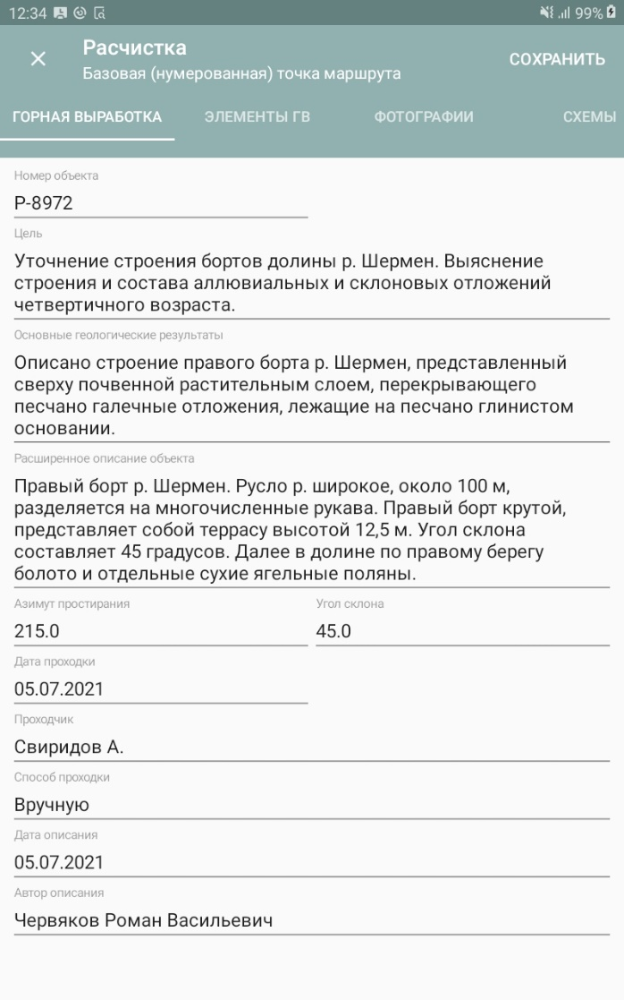 12:34
99%
Расчистка
Базовая (нумерованная) точка маршрута
СОХРАНИТЬ
ГОРНАЯ ВЫРАБОТКА
ЭЛЕМЕНТЫ ГВ
ФОТОГРАФИИ
СХЕМЫ
Номер объекта
Р-8972
Цель
Уточнение строения бортов долины р. Шермен. Выяснение
строения и состава аллювиальных и склоновых отложений
четвертичного возраста.
Основные геологические результаты
Описано строение правого борта р. Шермен, представленный
сверху почвенной растительным слоем, перекрывающего
песчано галечные отложения, лежащие на песчано глинистом
основании.
Расширенное описание объекта
Правый борт р. Шермен. Русло р. широкое, около 100 м,
разделяется на многочисленные рукава. Правый борт крутой,
представляет собой террасу высотой 12,5 м. Угол склона
составляет 45 градусов. Далее в долине по правому берегу
болото и отдельные сухие ягельные поляны.
Азимут простирания
Угол склона
215.0
45.0
Дата проходки
05.07.2021
Проходчик
Свиридов А.
Способ проходки
Вручную
Дата описания
05.07.2021
Автор описания
Червяков Роман Васильевич